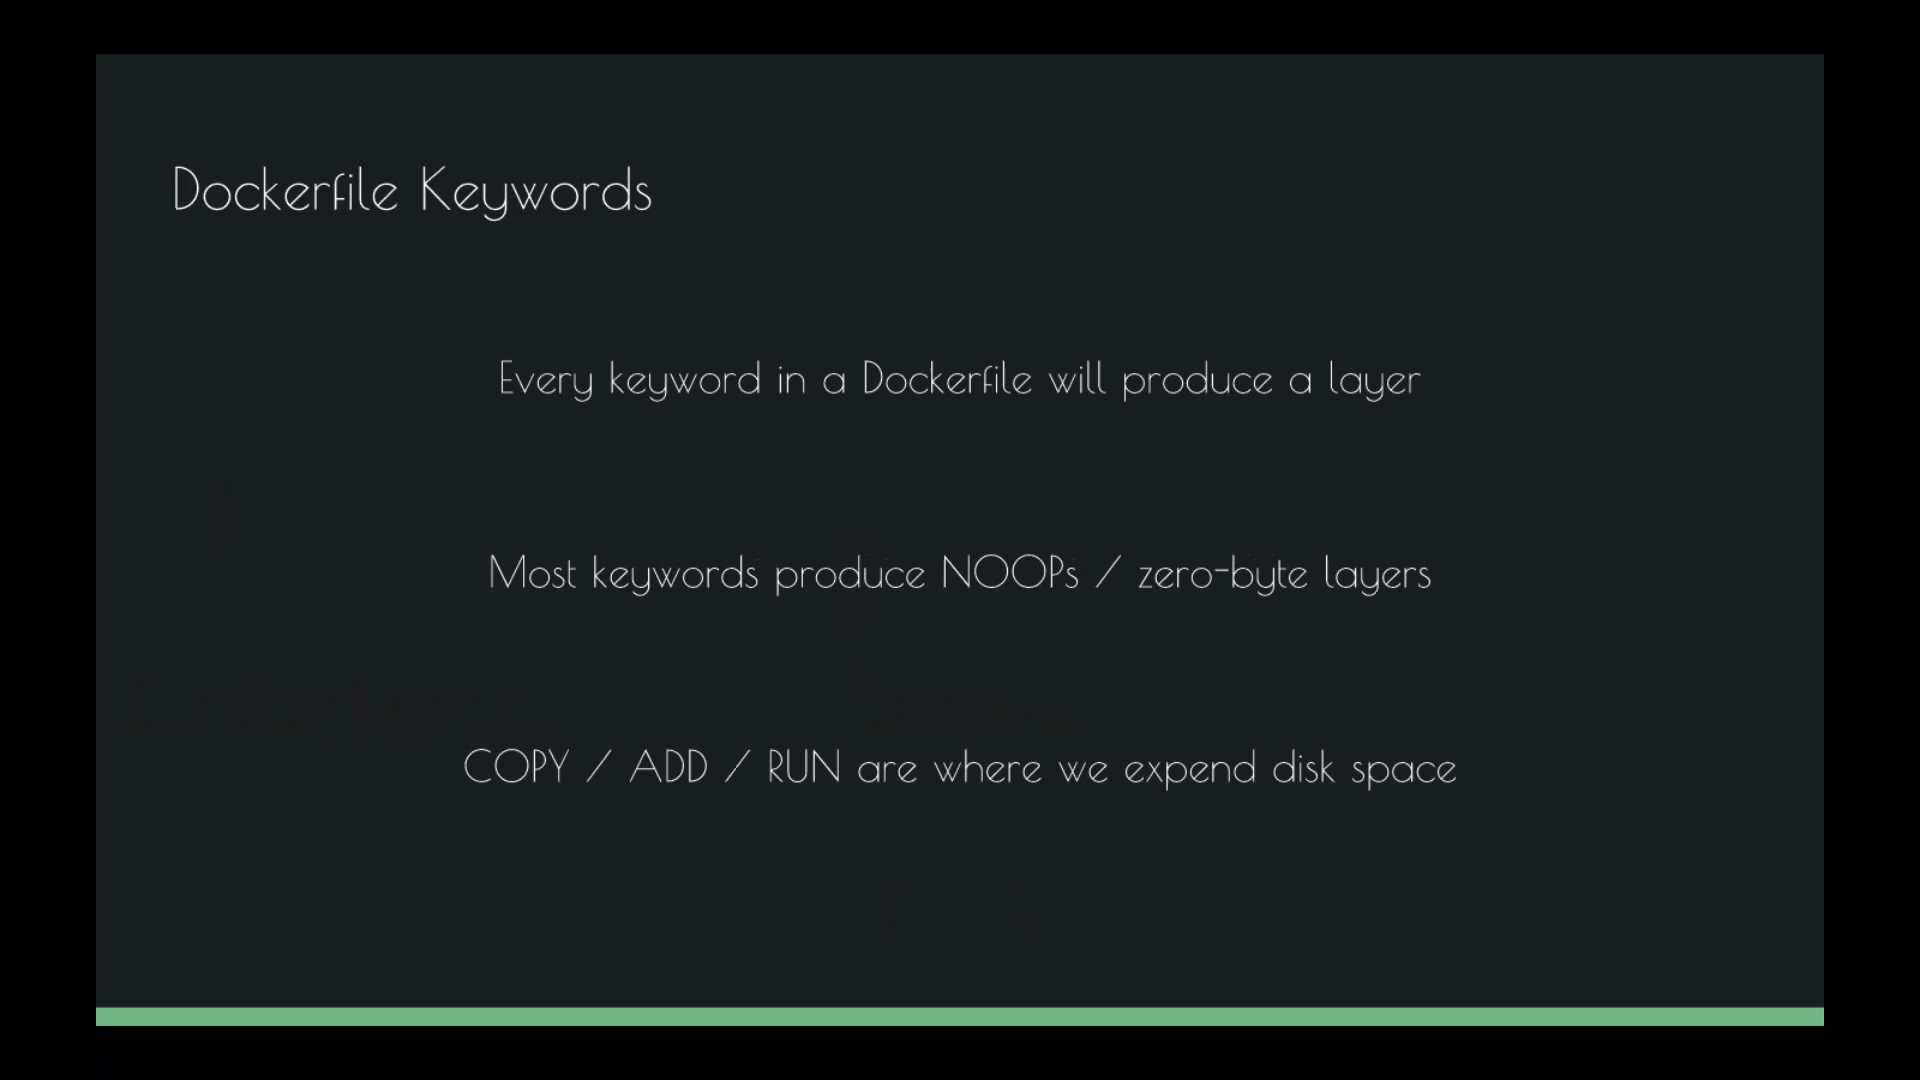 Dockerfile Keywords
Every keyword in a Dockerfile will produce a layer
Most keywords produce NOOPs / zero-byte layers
COPY / ADD / RUN are where we expend disk space